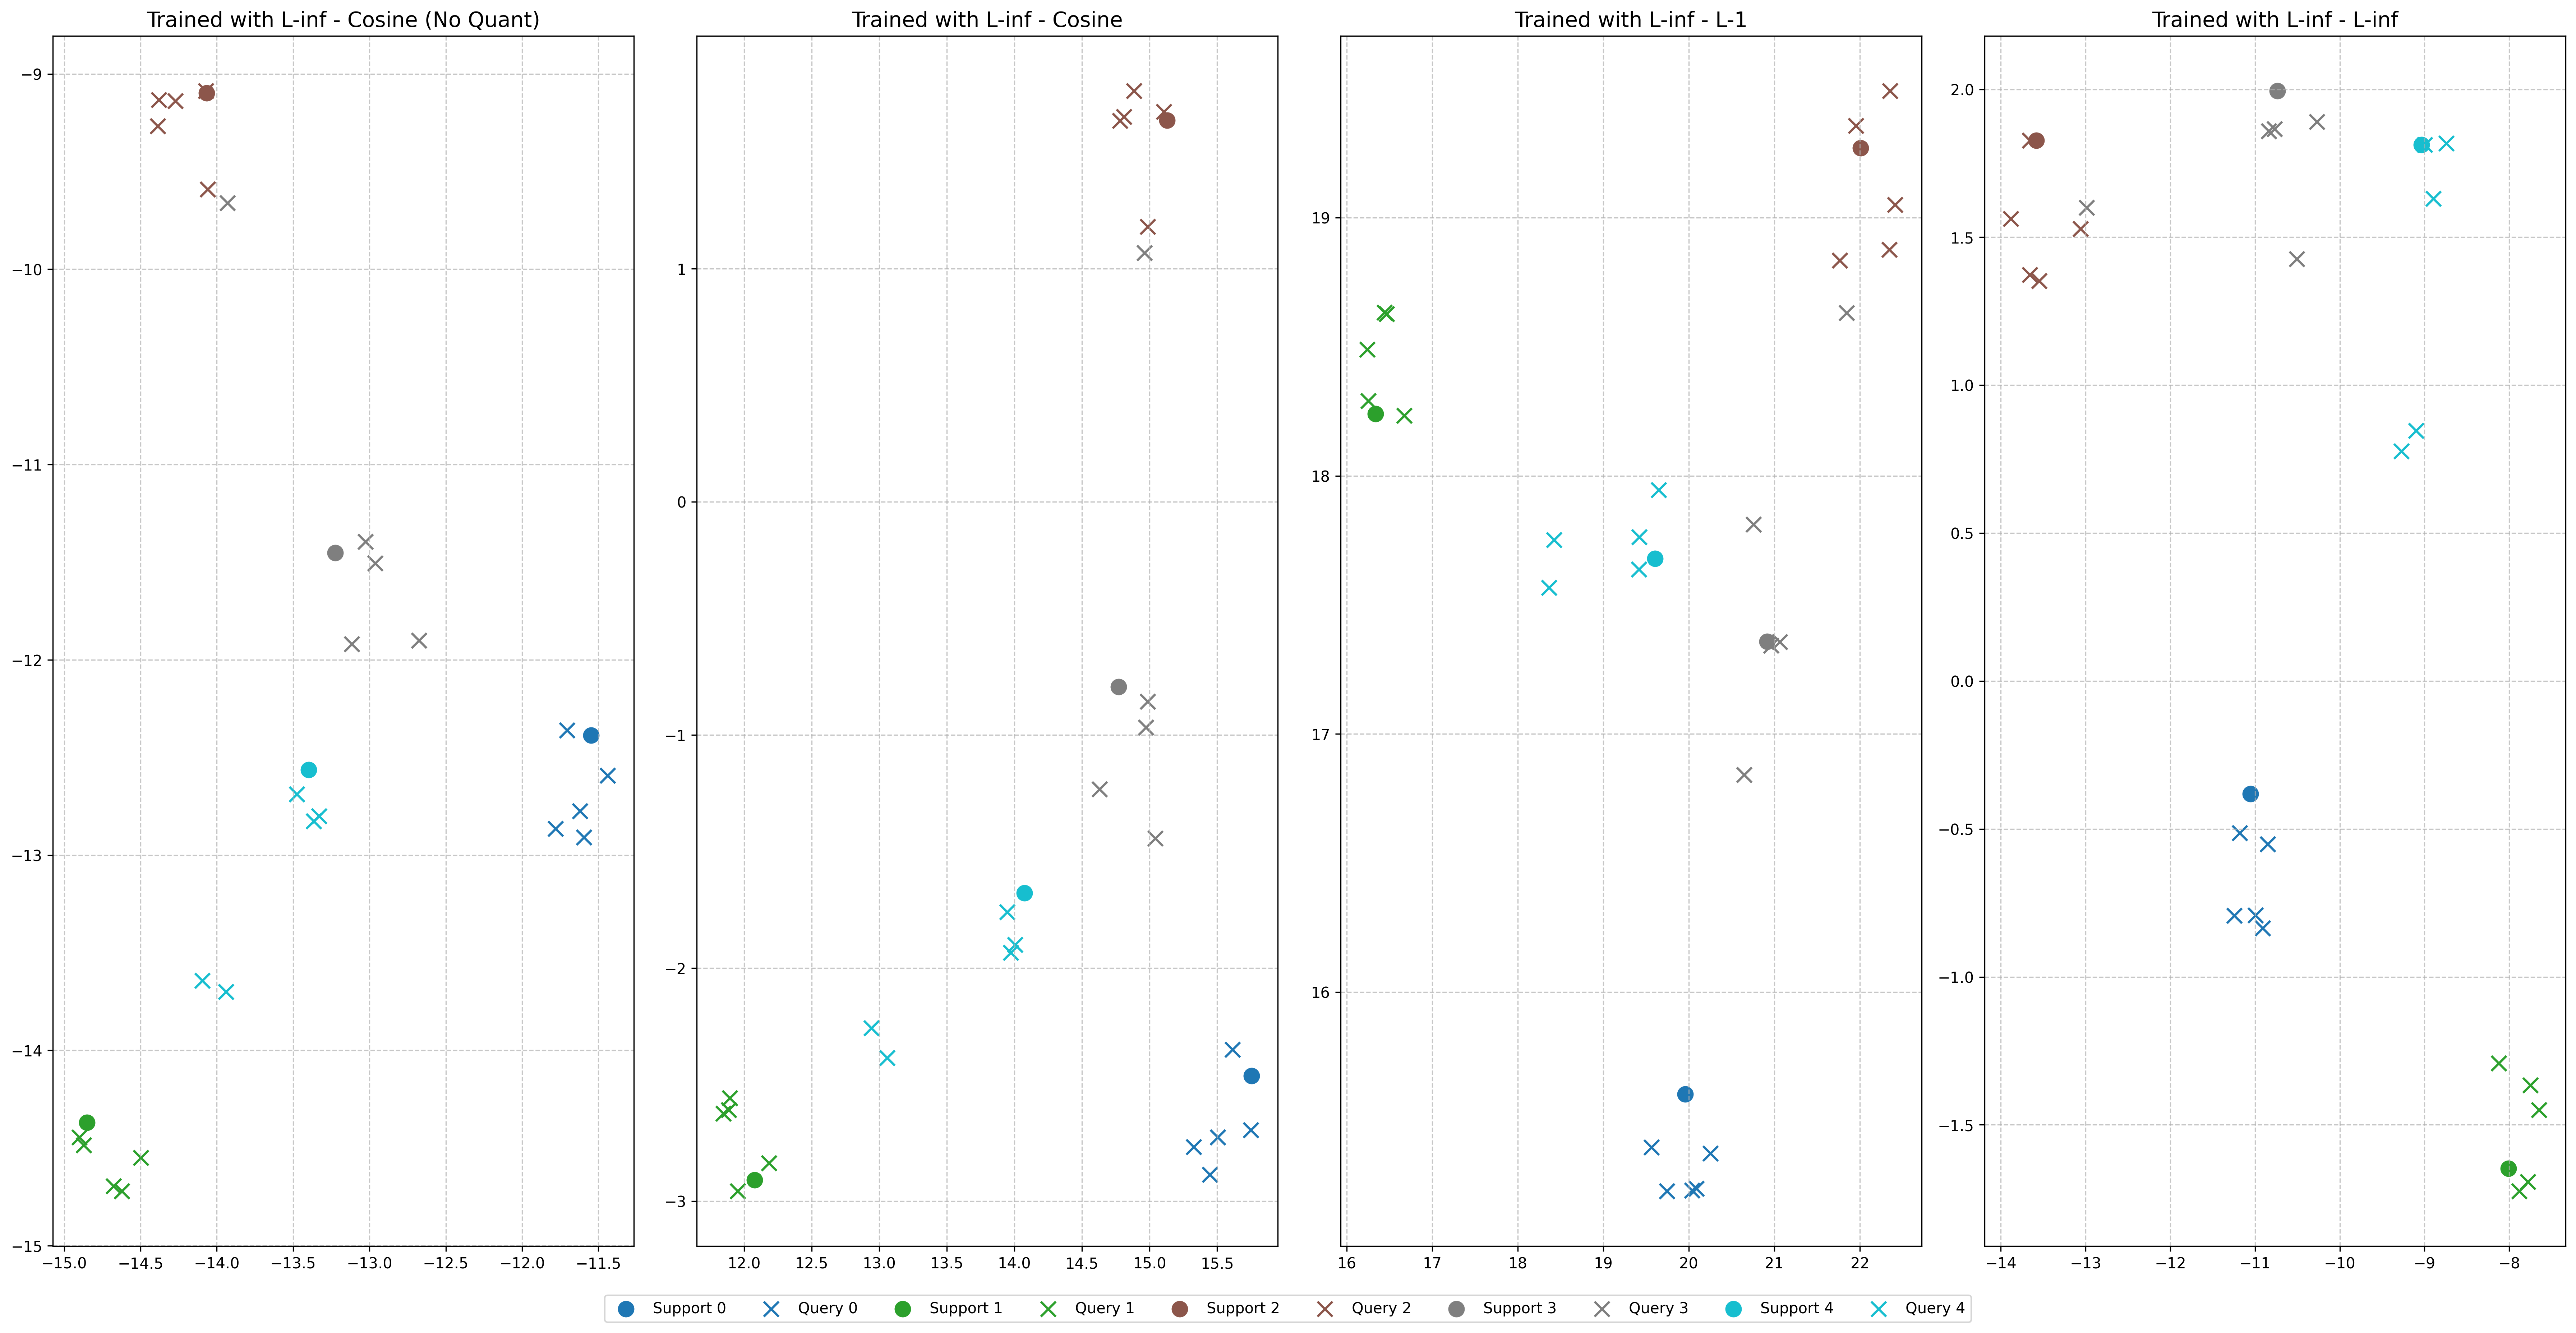 Trained with L-inf - Cosine (No Quant)
Trained with L-inf - Cosine
Trained with L-inf - L-1
Trained with L-inf - L-inf
−9
−10
−11
−12
−13
−14
−15
−15.0 −14.5 −14.0 −13.5 −13.0 −12.5 −12.0 −11.5
1
0
−1
−2
−3
12.0 12.5 13.0 13.5 14.0 14.5 15.0 15.5
19
18
17
16
16 17 18 19 20 21 22
2.0
1.5
1.0
0.5
0.0
−0.5
−1.0
−1.5
−14 −13 −12 −11 −10 −9 −8
Support 0 Query 0 Support 1 Query 1 Support 2 Query 2 Support 3 Query 3 Support 4 Query 4